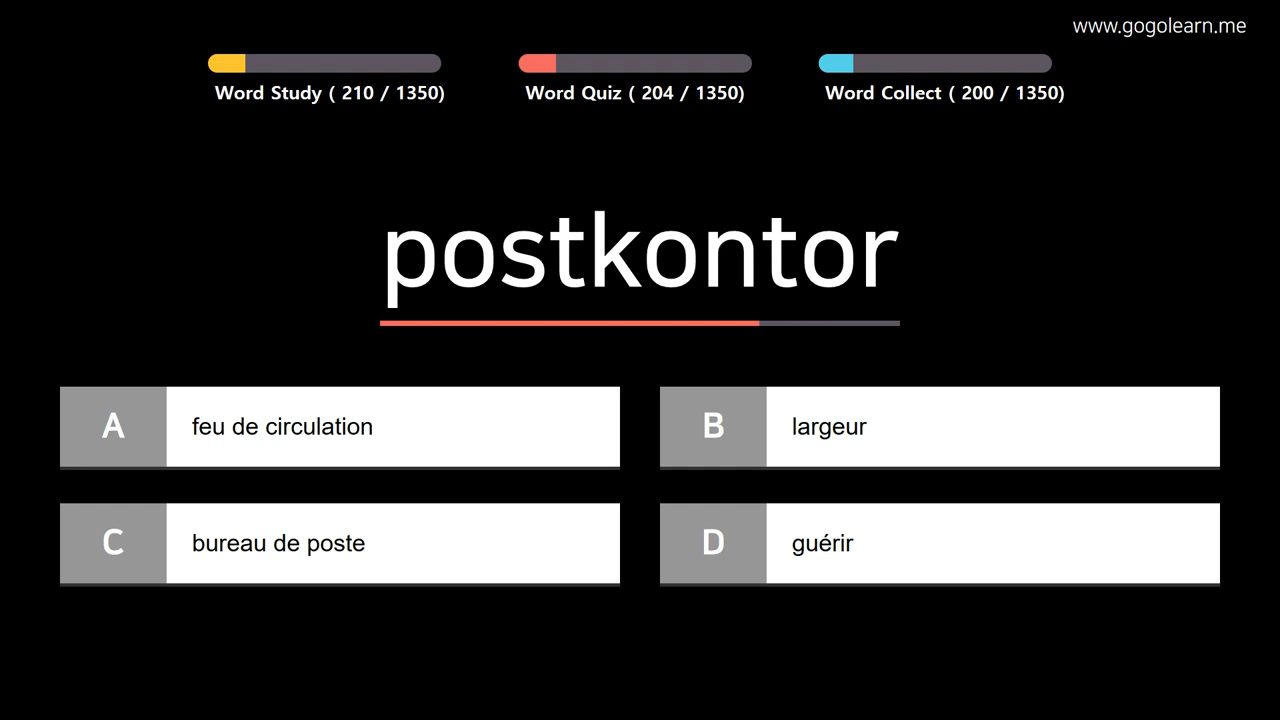 www.gogolearn.me
Word Study ( 210 / 1350)
Word Quiz ( 204 / 1350)
Word Collect ( 200 / 1350)
postkontor
A feu de circulation
B largeur
C bureau de poste
D guérir